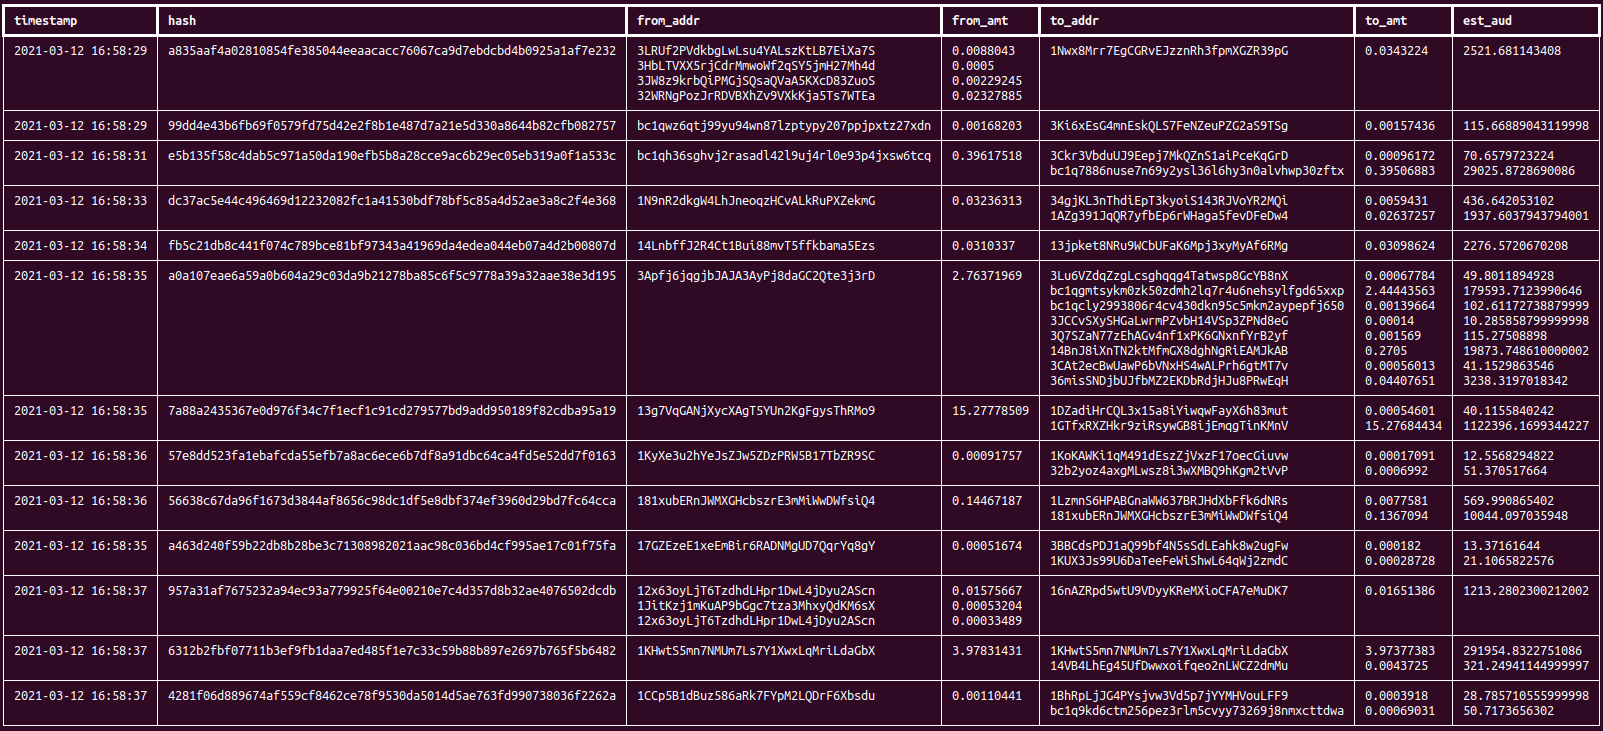 timestamp hash from_addr from_amt to_addr to_amt est_aud
2021-03-12 16:58:29 a835aaf4a02810854fe385044eeaacacc76067ca9d7ebdcbd4b0925a1af7e232 3LRUf2PVdkbgLwLsu4YALszKtLB7EiXa7S 0.0088043 1Nwx8Mrr7EgCGRvEJzznRh3fpmXGZR39pG 0.0343224 2521.681143408
3HbLTVXX5rjCdrMmwoWf2qSY5jmH27Mh4d 0.0005
3JW8z9krbQiPMGjSQsaQVaA5KXcD83ZuoS 0.00229245
32WRNgPozJrRDVBXhZv9VXkKja5Ts7WTEa 0.02327885
2021-03-12 16:58:29 99dd4e43b6fb69f0579fd75d42e2f8b1e487d7a21e5d330a8644b82cfb082757 bc1qwz6qtj99yu94wn87lzptypy207ppjpxtz27xdn 0.00168203 3Ki6xEsG4mnEskQLS7FeNZeuPZG2aS9TSg 0.00157436 115.66889043119998
2021-03-12 16:58:31 e5b135f58c4dab5c971a50da190efb5b8a28cce9ac6b29ec05eb319a0f1a533c bc1qh36sghvj2rasadl42l9uj4rl0e93p4jxsw6tcq 0.39617518 3Ckr3VbduUJ9Eepj7MkQZnS1aiPceKqGrD 0.00096172 70.6579723224
bc1q7886nuse7n69y2ysl36l6hy3n0alvhwp30zftx 0.39506883 29025.8728690086
2021-03-12 16:58:33 dc37ac5e44c496469d12232082fc1a41530bdf78bf5c85a4d52ae3a8c2f4e368 1N9nR2dkgW4LhJneoqzHCvALkRuPXZekmG 0.03236313 34gjKL3nThdiEpT3kyoiS143RJVoYR2MQi 0.0059431 436.642053102
1AZg391JqQR7yfbEp6rWHaga5fevDFeDw4 0.02637257 1937.6037943794001
2021-03-12 16:58:34 fb5c21db8c441f074c789bce81bf97343a41969da4edea044eb07a4d2b00807d 14LnbffJ2R4Ct1Bui88mvT5ffkbama5Ezs 0.0310337 13jpket8NRu9WCbUFaK6Mpj3xyMyAf6RMg 0.03098624 2276.5720670208
2021-03-12 16:58:35 a0a107eae6a59a0b604a29c03da9b21278ba85c6f5c9778a39a32aae38e3d195 3Apfj6jqgjbJAJA3AyPj8daGC2Qte3j3rD 2.76371969 3Lu6VZdqZzgLcsghqqg4Tatwsp8GcYB8nX 0.00067784 49.8011894928
bc1qgmtsykm0zk50zdmh2lq7r4u6nehsylfgd65xxp 2.44443563 179593.7123990646
bc1qcly2993806r4cv430dkn95c5mkm2aypepfj650 0.00139664 102.61172738879999
3JCCvSXySHGaLwrmPZvbH14VSp3ZPNd8eG 0.00014 10.285858799999998
3Q7SZaN77zEhAGv4nf1xPK6GNxnfYrB2yf 0.001569 115.27508898
14BnJ8iXnTN2ktMfmGX8dghNgRiEAMJkAB 0.2705 19873.748610000002
3CAt2ecBwUawP6bVNxHS4wALPrh6gtMT7v 0.00056013 41.1529863546
36misSNDjbUJfbMZ2EKDbRdjHJu8PRwEqH 0.04407651 3238.3197018342
2021-03-12 16:58:35 7a88a2435367e0d976f34c7f1ecf1c91cd279577bd9add950189f82cdba95a19 13g7VqGANjXycXAgT5YUn2KgFgysThRMo9 15.27778509 1DZadiHrCQL3x15a8iYiwqwFayX6h83mut 0.00054601 40.1155840242
1GTfxRXZHkr9ziRsywGB8ijEmqgTinKMnV 15.27684434 1122396.1699344227
2021-03-12 16:58:36 57e8dd523fa1ebafcda55efb7a8ac6ece6b7df8a91dbc64ca4fd5e52dd7f0163 1KyXe3u2hYeJsZJw5ZDzPRW5B17TbZR9SC 0.00091757 1KoKAWKi1qM491dEszZjVxzF17oecGiuvw 0.00017091 12.5568294822
32b2yoz4axgMLwsz8i3wXMBQ9hKgm2tVvP 0.0006992 51.370517664
2021-03-12 16:58:36 56638c67da96f1673d3844af8656c98dc1df5e8dbf374ef3960d29bd7fc64cca 181xubERnJWMXGHcbszrE3mMiWwDWfsiQ4 0.14467187 1LzmnS6HPABGnaWW637BRJHdXbFfk6dNRs 0.0077581 569.990865402
181xubERnJWMXGHcbszrE3mMiWwDWfsiQ4 0.1367094 10044.097035948
2021-03-12 16:58:35 a463d240f59b22db8b28be3c71308982021aac98c036bd4cf995ae17c01f75fa 17GZEzeE1xeEmBir6RADNMgUD7QqrYq8gY 0.00051674 3BBCdsPDJ1aQ99bf4N5sSdLEahk8w2ugFw 0.000182 13.37161644
1KUX3Js99U6DaTeeFeWiShwL64qWj2zmdC 0.00028728 21.1065822576
2021-03-12 16:58:37 957a31af7675232a94ec93a779925f64e00210e7c4d357d8b32ae4076502dcdb 12x63oyLjT6TzdhdLHpr1DwL4jDyu2AScn 0.01575667 16nAZRpd5wtU9VDyyKReMXioCFA7eMuDK7 0.01651386 1213.2802300212002
1JitKzj1mKuAP9bGgc7tza3MhxyQdKM6sX 0.00053204
12x63oyLjT6TzdhdLHpr1DwL4jDyu2AScn 0.00033489
2021-03-12 16:58:37 6312b2fbf07711b3ef9fb1daa7ed485f1e7c33c59b88b897e2697b765f5b6482 1KHwtS5mn7NMUm7Ls7Y1XwxLqMriLdaGbX 3.97831431 1KHwtS5mn7NMUm7Ls7Y1XwxLqMriLdaGbX 3.97377383 291954.8322751086
14VB4LhEg45UfDwwxoifqeo2nLWCZ2dmMu 0.0043725 321.24941144999997
2021-03-12 16:58:37 4281f06d889674af559cf8462ce78f9530da5014d5ae763fd990738036f2262a 1CCp5B1dBuz586aRk7FYpM2LQDrF6Xbsdu 0.00110441 1BhRpLjJG4PYsjvw3Vd5p7jYYMHVouLFF9 0.0003918 28.785710555999998
bc1q9kd6ctm256pez3rlm5cvyy73269j8nmxcttdwa 0.00069031 50.7173656302